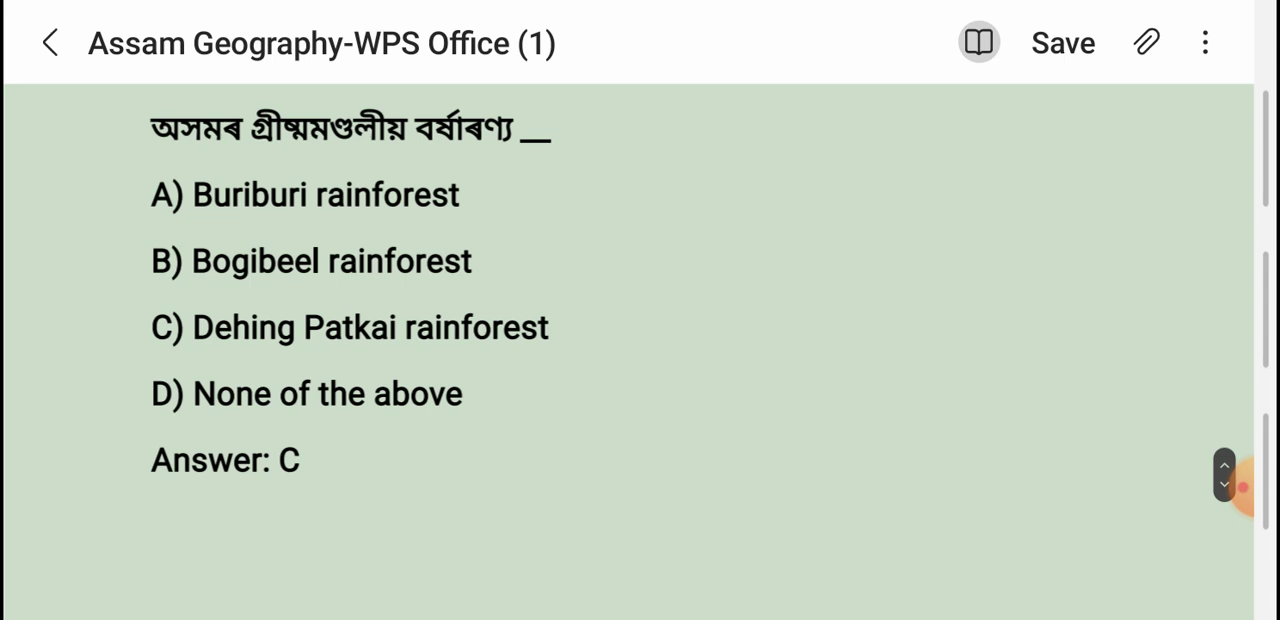 Assam Geography-WPS Office (1) Save
অসমৰ গ্ৰীষ্মমণ্ডলীয় বৰ্ষাৰণ্য __
A) Buriburi rainforest
B) Bogibeel rainforest
C) Dehing Patkai rainforest
D) None of the above
Answer: C